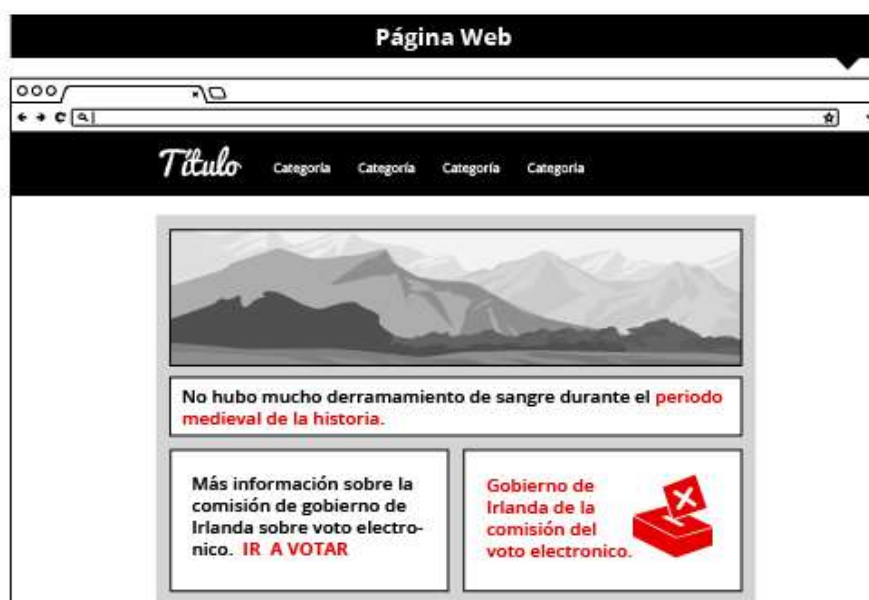 Página Web
Título Categoría Categoría Categoría Categoría
No hubo mucho derramamiento de sangre durante el periodo
medieval de la historia.
Más información sobre la
comisión de gobierno de
Irlanda sobre voto electro-
nico. IR A VOTAR
Gobierno de
Irlanda de la
comisión del
voto electronico.